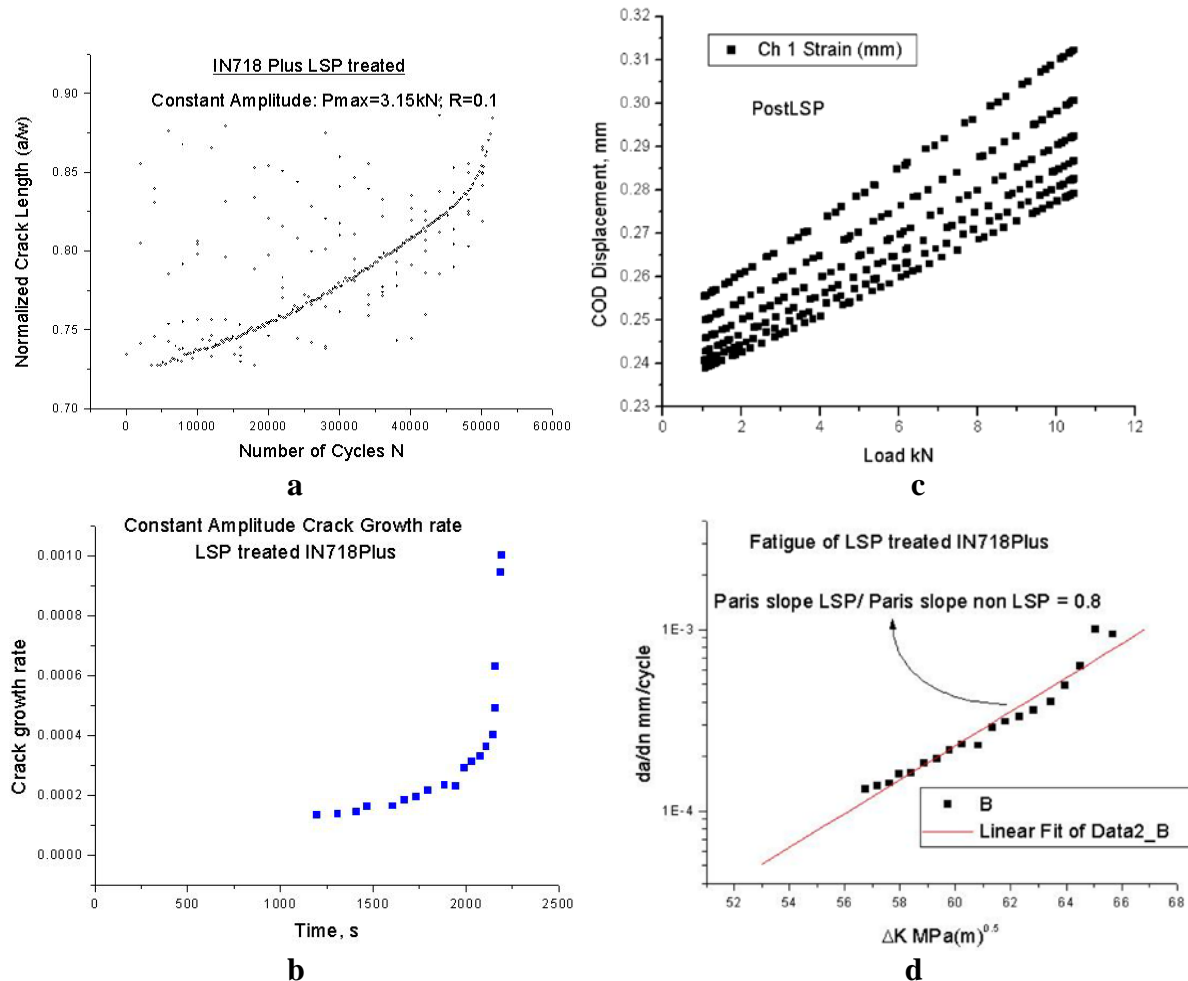 IN718 Plus LSP treated
Constant Amplitude: Pmax=3.15kN; R=0.1
Normalized Crack Length (a/w)
0.90
0.85
0.80
0.75
0.70
0 10000 20000 30000 40000 50000 60000
Number of Cycles N
a
Ch 1 Strain (mm)
PostLSP
COD Displacement, mm
0.32
0.31
0.30
0.29
0.28
0.27
0.26
0.25
0.24
0.23
0 2 4 6 8 10 12
Load kN
c
Constant Amplitude Crack Growth rate
LSP treated IN718Plus
Crack growth rate
0.0010
0.0008
0.0006
0.0004
0.0002
0.0000
0 500 1000 1500 2000 2500
Time, s
b
Fatigue of LSP treated IN718Plus
Paris slope LSP/ Paris slope non LSP = 0.8
da/dn mm/cycle
1E-3
1E-4
B
Linear Fit of Data2_B
52 54 56 58 60 62 64 66 68
ΔK MPa(m)^0.5
d